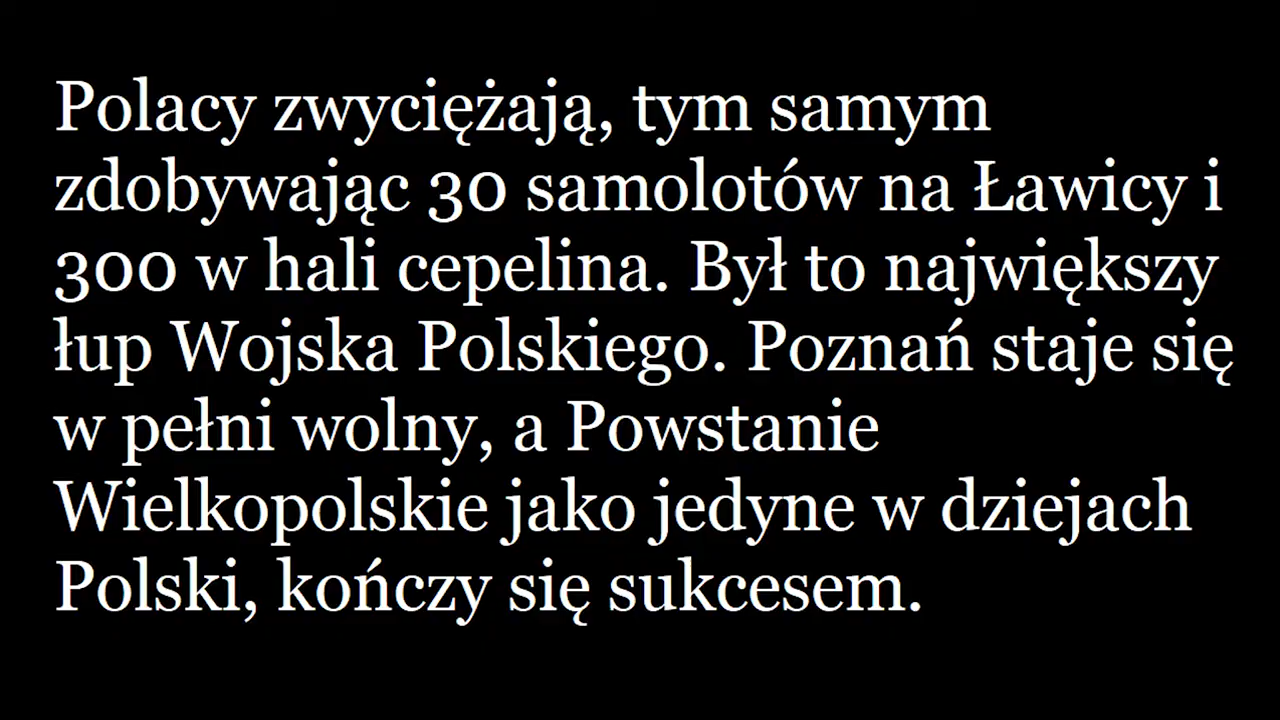 Polacy zwyciężają, tym samym
zdobywając 30 samolotów na Ławicy i
300 w hali cepelina. Był to największy
łup Wojska Polskiego. Poznań staje się
w pełni wolny, a Powstanie
Wielkopolskie jako jedyne w dziejach
Polski, kończy się sukcesem.